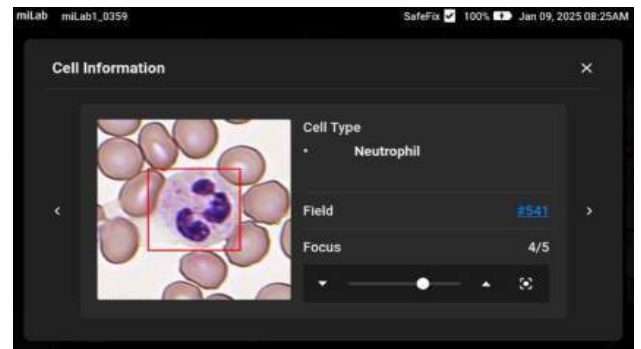 miLab miLab1_0359 SafeFix 100% Jan 09, 2025 08:25AM
Cell Information
Cell Type
• Neutrophil
Field #541
Focus 4/5